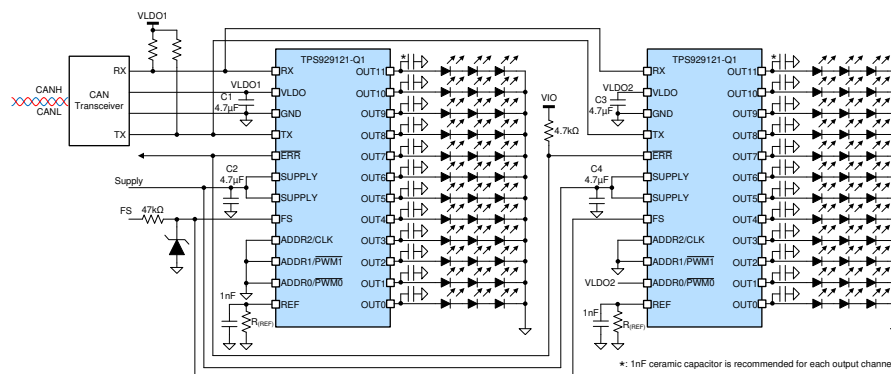 VLDO1
CAN
Transceiver
RX
TX
CANH
CANL
VLDO1
C1
4.7µF
C2
4.7µF
Supply
FS
47kΩ
1nF
R(REF)
TPS929121-Q1
RX
VLDO
GND
TX
ERR
SUPPLY
SUPPLY
FS
ADDR2/CLK
ADDR1/PWM1
ADDR0/PWM0
REF
OUT11
OUT10
OUT9
OUT8
OUT7
OUT6
OUT5
OUT4
OUT3
OUT2
OUT1
OUT0
*
VIO
4.7kΩ
VLDO2
C3
4.7µF
C4
4.7µF
VLDO2
1nF
R(REF)
TPS929121-Q1
RX
VLDO
GND
TX
ERR
SUPPLY
SUPPLY
FS
ADDR2/CLK
ADDR1/PWM1
ADDR0/PWM0
REF
OUT11
OUT10
OUT9
OUT8
OUT7
OUT6
OUT5
OUT4
OUT3
OUT2
OUT1
OUT0
*
*: 1nF ceramic capacitor is recommended for each output channel